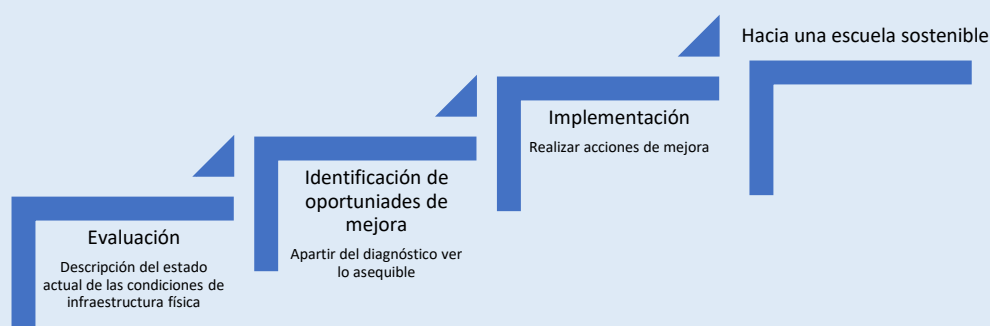 Evaluación
Descripción del estado
actual de las condiciones de
infraestructura física
Identificación de
oportuniades de
mejora
Apartir del diagnóstico ver
lo asequible
Implementación
Realizar acciones de mejora
Hacia una escuela sostenible